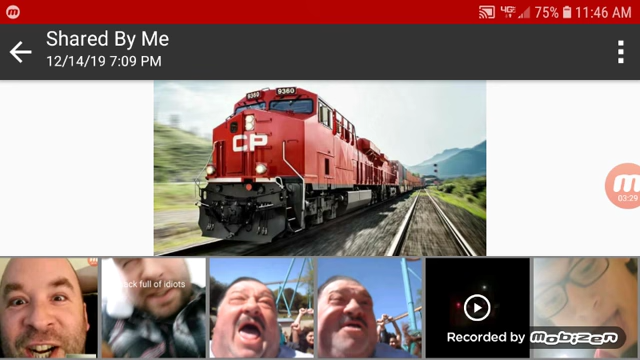 75% 11:46 AM
Shared By Me
12/14/19 7:09 PM
9360 9360
CP
03:29
ck full of idiots
Recorded by Mobizen